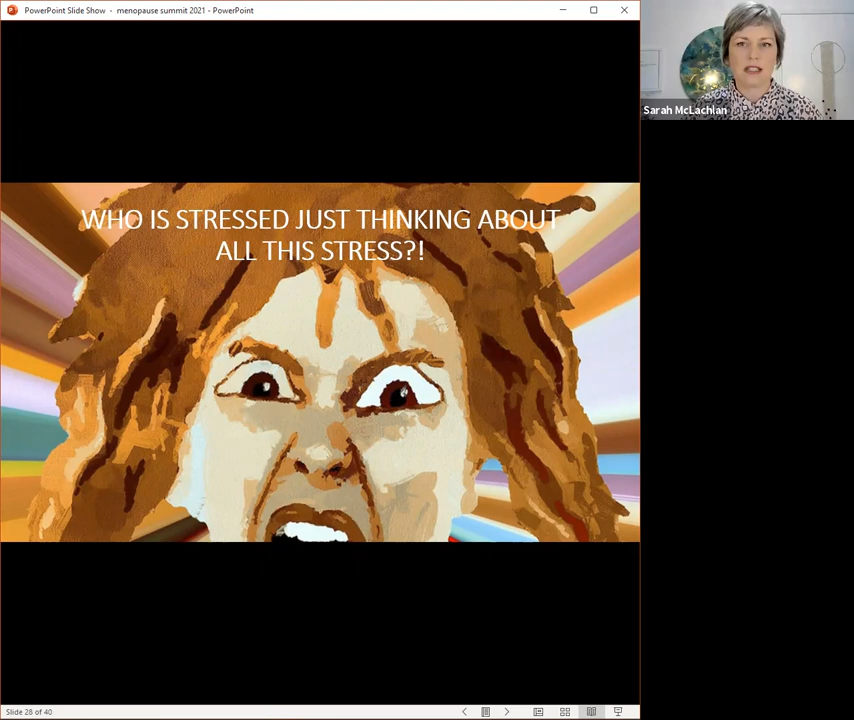 PowerPoint Slide Show - menopause summit 2021 - PowerPoint
Sarah McLachlan
WHO IS STRESSED JUST THINKING ABOUT
ALL THIS STRESS?!
Slide 28 of 40